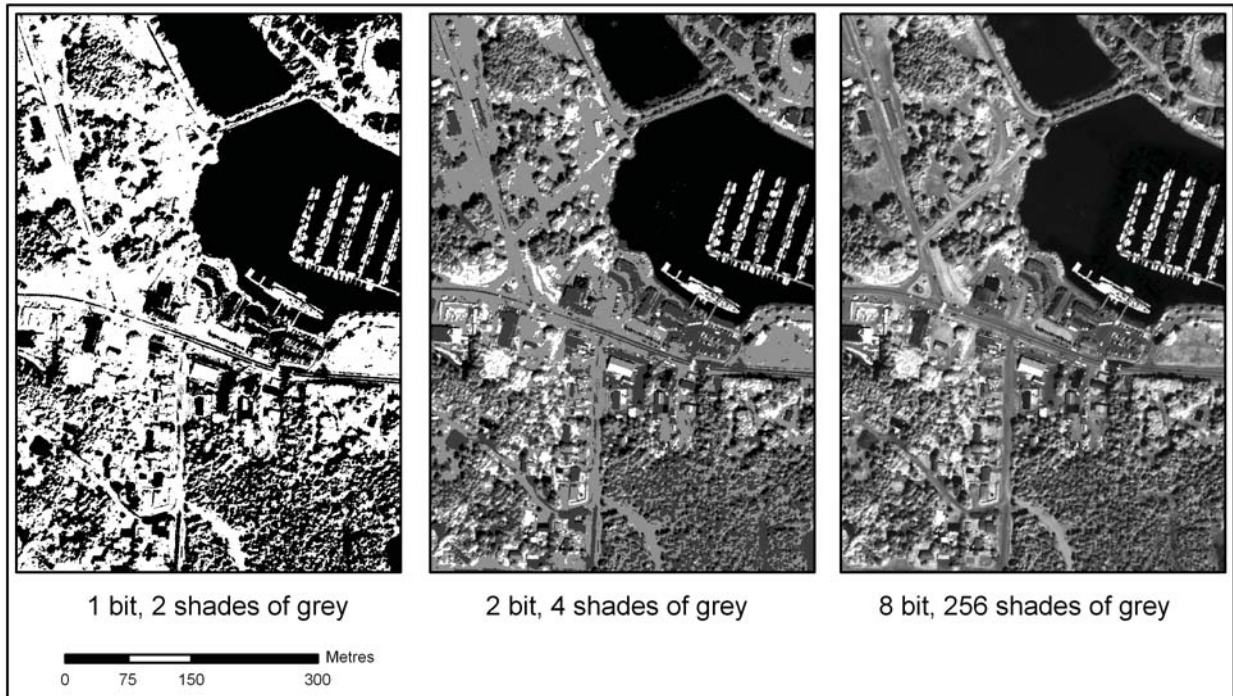 1 bit, 2 shades of grey
2 bit, 4 shades of grey
8 bit, 256 shades of grey
Metres
0 75 150 300